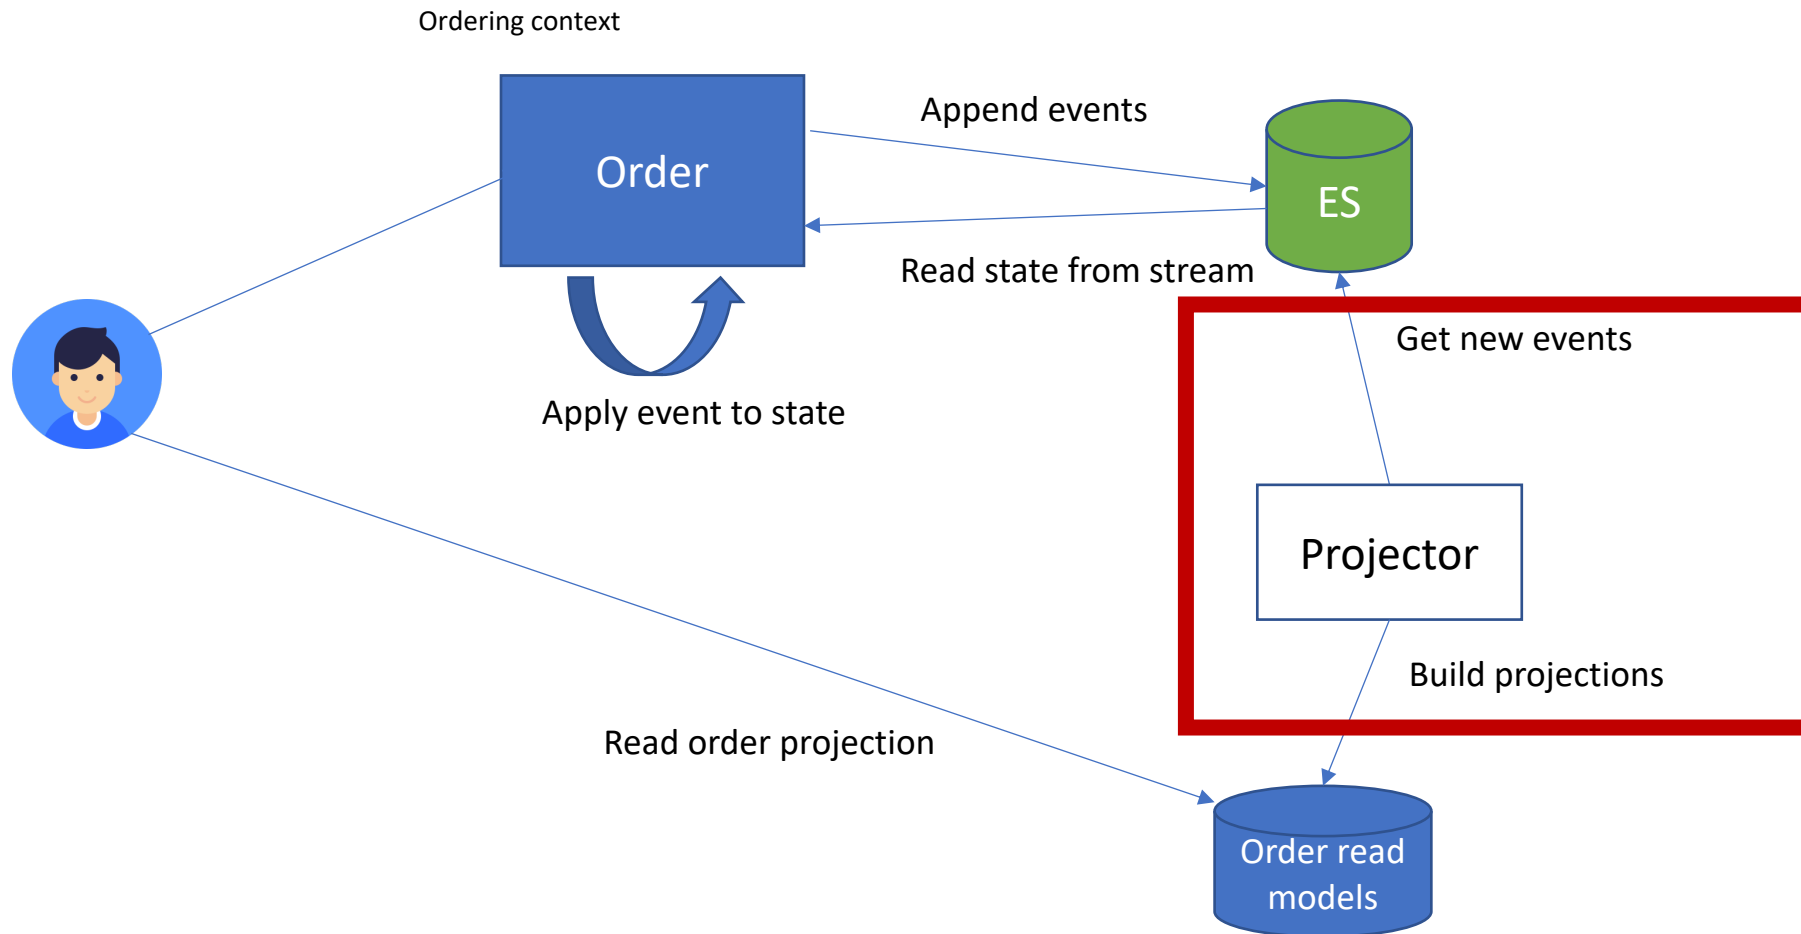 Ordering context
Append events
Order
ES
Read state from stream
Get new events
Apply event to state
Projector
Build projections
Read order projection
Order read
models